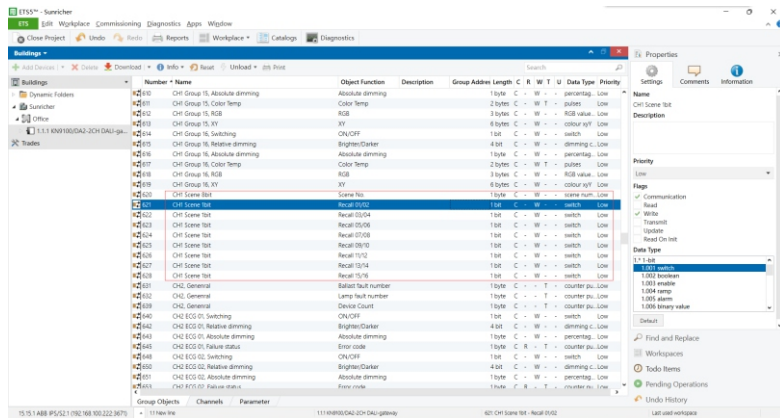 ETS5™ - Sunricher
ETS Edit Workplace Commissioning Diagnostics Apps Window
Close Project Undo Redo Reports Workplace Catalogs Diagnostics
Buildings
Add Devices Delete Download Info Reset Unload Print Search
Buildings
Dynamic Folders
Sunricher
Office
1.1.1 KN9100/DA2-2CH DALI-ga...
Trades
Number Name Object Function Description Group Addres Length C R W T U Data Type Priority
610 CH1 Group 15, Absolute dimming Absolute dimming 1 byte C - W - - percentag... Low
611 CH1 Group 15, Color Temp Color Temp 2 bytes C - W T - pulses Low
612 CH1 Group 15, RGB RGB 3 bytes C - W - - RGB value... Low
613 CH1 Group 15, XY XY 6 bytes C - W - - colour xyY Low
614 CH1 Group 16, Switching ON/OFF 1 bit C - W - - switch Low
615 CH1 Group 16, Relative dimming Brighter/Darker 4 bit C - W - - dimming c... Low
616 CH1 Group 16, Absolute dimming Absolute dimming 1 byte C - W - - percentag... Low
617 CH1 Group 16, Color Temp Color Temp 2 bytes C - W T - pulses Low
618 CH1 Group 16, RGB RGB 3 bytes C - W - - RGB value... Low
619 CH1 Group 16, XY XY 6 bytes C - W - - colour xyY Low
620 CH1 Scene 8bit Scene No. 1 byte C - W - - scene num... Low
621 CH1 Scene 1bit Recall 01/02 1 bit C - W - - switch Low
622 CH1 Scene 1bit Recall 03/04 1 bit C - W - - switch Low
623 CH1 Scene 1bit Recall 05/06 1 bit C - W - - switch Low
624 CH1 Scene 1bit Recall 07/08 1 bit C - W - - switch Low
625 CH1 Scene 1bit Recall 09/10 1 bit C - W - - switch Low
626 CH1 Scene 1bit Recall 11/12 1 bit C - W - - switch Low
627 CH1 Scene 1bit Recall 13/14 1 bit C - W - - switch Low
628 CH1 Scene 1bit Recall 15/16 1 bit C - W - - switch Low
631 CH2, Genernral Ballast fault number 1 byte C - - T - counter pu... Low
632 CH2, Genernral Lamp fault number 1 byte C - - T - counter pu... Low
639 CH2, Genernral Device Count 1 byte C - - T - counter pu... Low
640 CH2 ECG 01, Switching ON/OFF 1 bit C - W - - switch Low
642 CH2 ECG 01, Relative dimming Brighter/Darker 4 bit C - W - - dimming c... Low
643 CH2 ECG 01, Absolute dimming Absolute dimming 1 byte C - W - - percentag... Low
645 CH2 ECG 01, Failure status Error code 1 byte C R - T - counter pu... Low
648 CH2 ECG 02, Switching ON/OFF 1 bit C - W - - switch Low
650 CH2 ECG 02, Relative dimming Brighter/Darker 4 bit C - W - - dimming c... Low
651 CH2 ECG 02, Absolute dimming Absolute dimming 1 byte C - W - - percentag... Low
653 CH2 ECG 02, Failure status Error code 1 byte C R - T - counter pu... Low
Group Objects Channels Parameter
Properties
Settings Comments Information
Name
CH1 Scene 1bit
Description
Priority
Low
Flags
Communication
Read
Write
Transmit
Update
Read On Init
Data Type
1.* 1-bit
1.001 switch
1.002 boolean
1.003 enable
1.004 ramp
1.005 alarm
1.006 binary value
Default
Find and Replace
Workspaces
Todo Items
Pending Operations
Undo History
15.15.1 ABB IPS/S2.1 (192.168.100.222:3671) 1.1 New line 1.1.1 KN9100/DA2-2CH DALI-gateway 621: CH1 Scene 1bit - Recall 01/02 Last used workspace